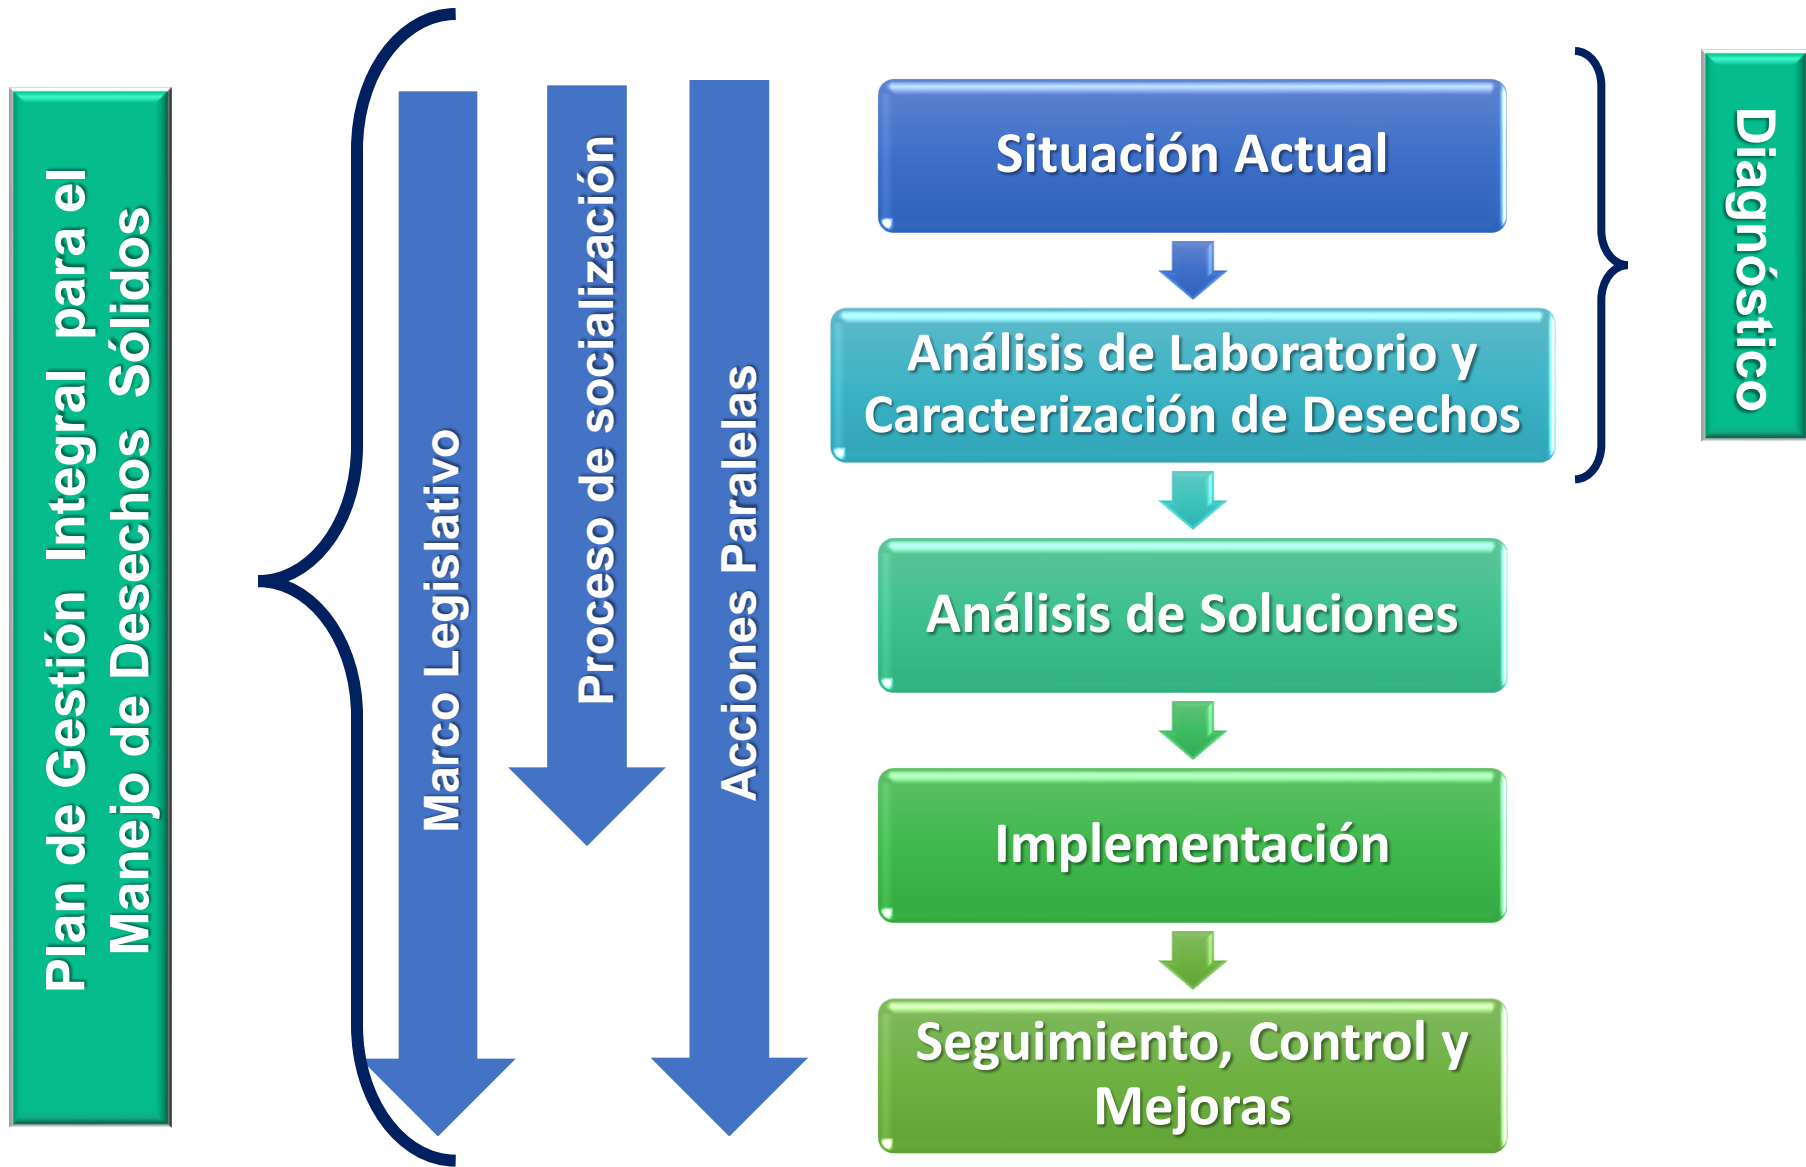 Plan de Gestión Integral para el
Manejo de Desechos Sólidos
Marco Legislativo
Proceso de socialización
Acciones Paralelas
Situación Actual
Análisis de Laboratorio y
Caracterización de Desechos
Análisis de Soluciones
Implementación
Seguimiento, Control y
Mejoras
Diagnóstico